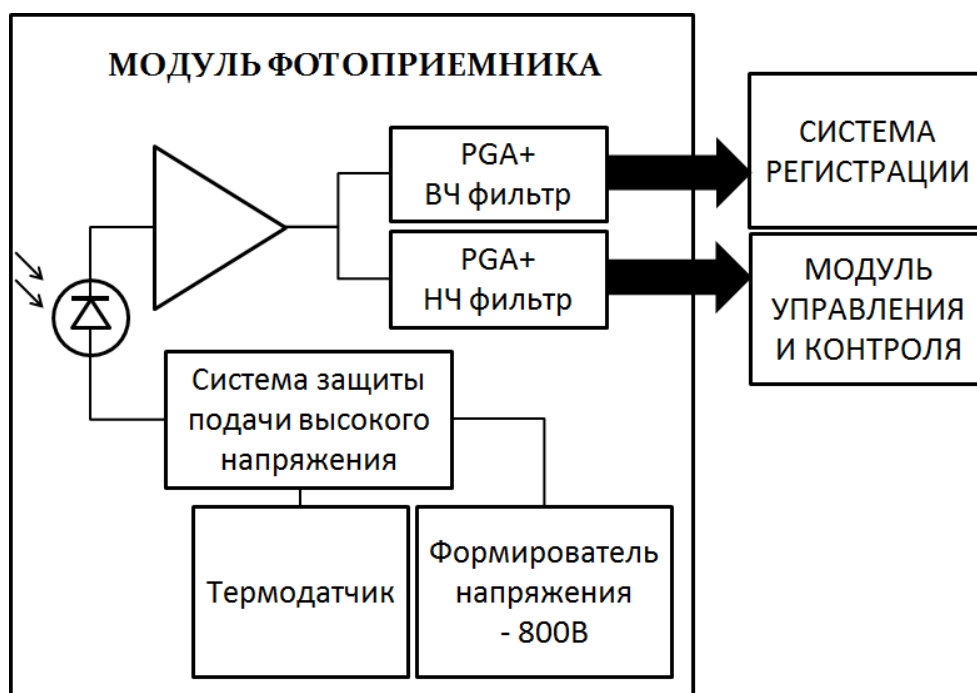 МОДУЛЬ ФОТОПРИЕМНИКА
PGA+
ВЧ фильтр
СИСТЕМА
РЕГИСТРАЦИИ
PGA+
НЧ фильтр
МОДУЛЬ
УПРАВЛЕНИЯ
И КОНТРОЛЯ
Система защиты
подачи высокого
напряжения
Термодатчик
Формирователь
напряжения
- 800В